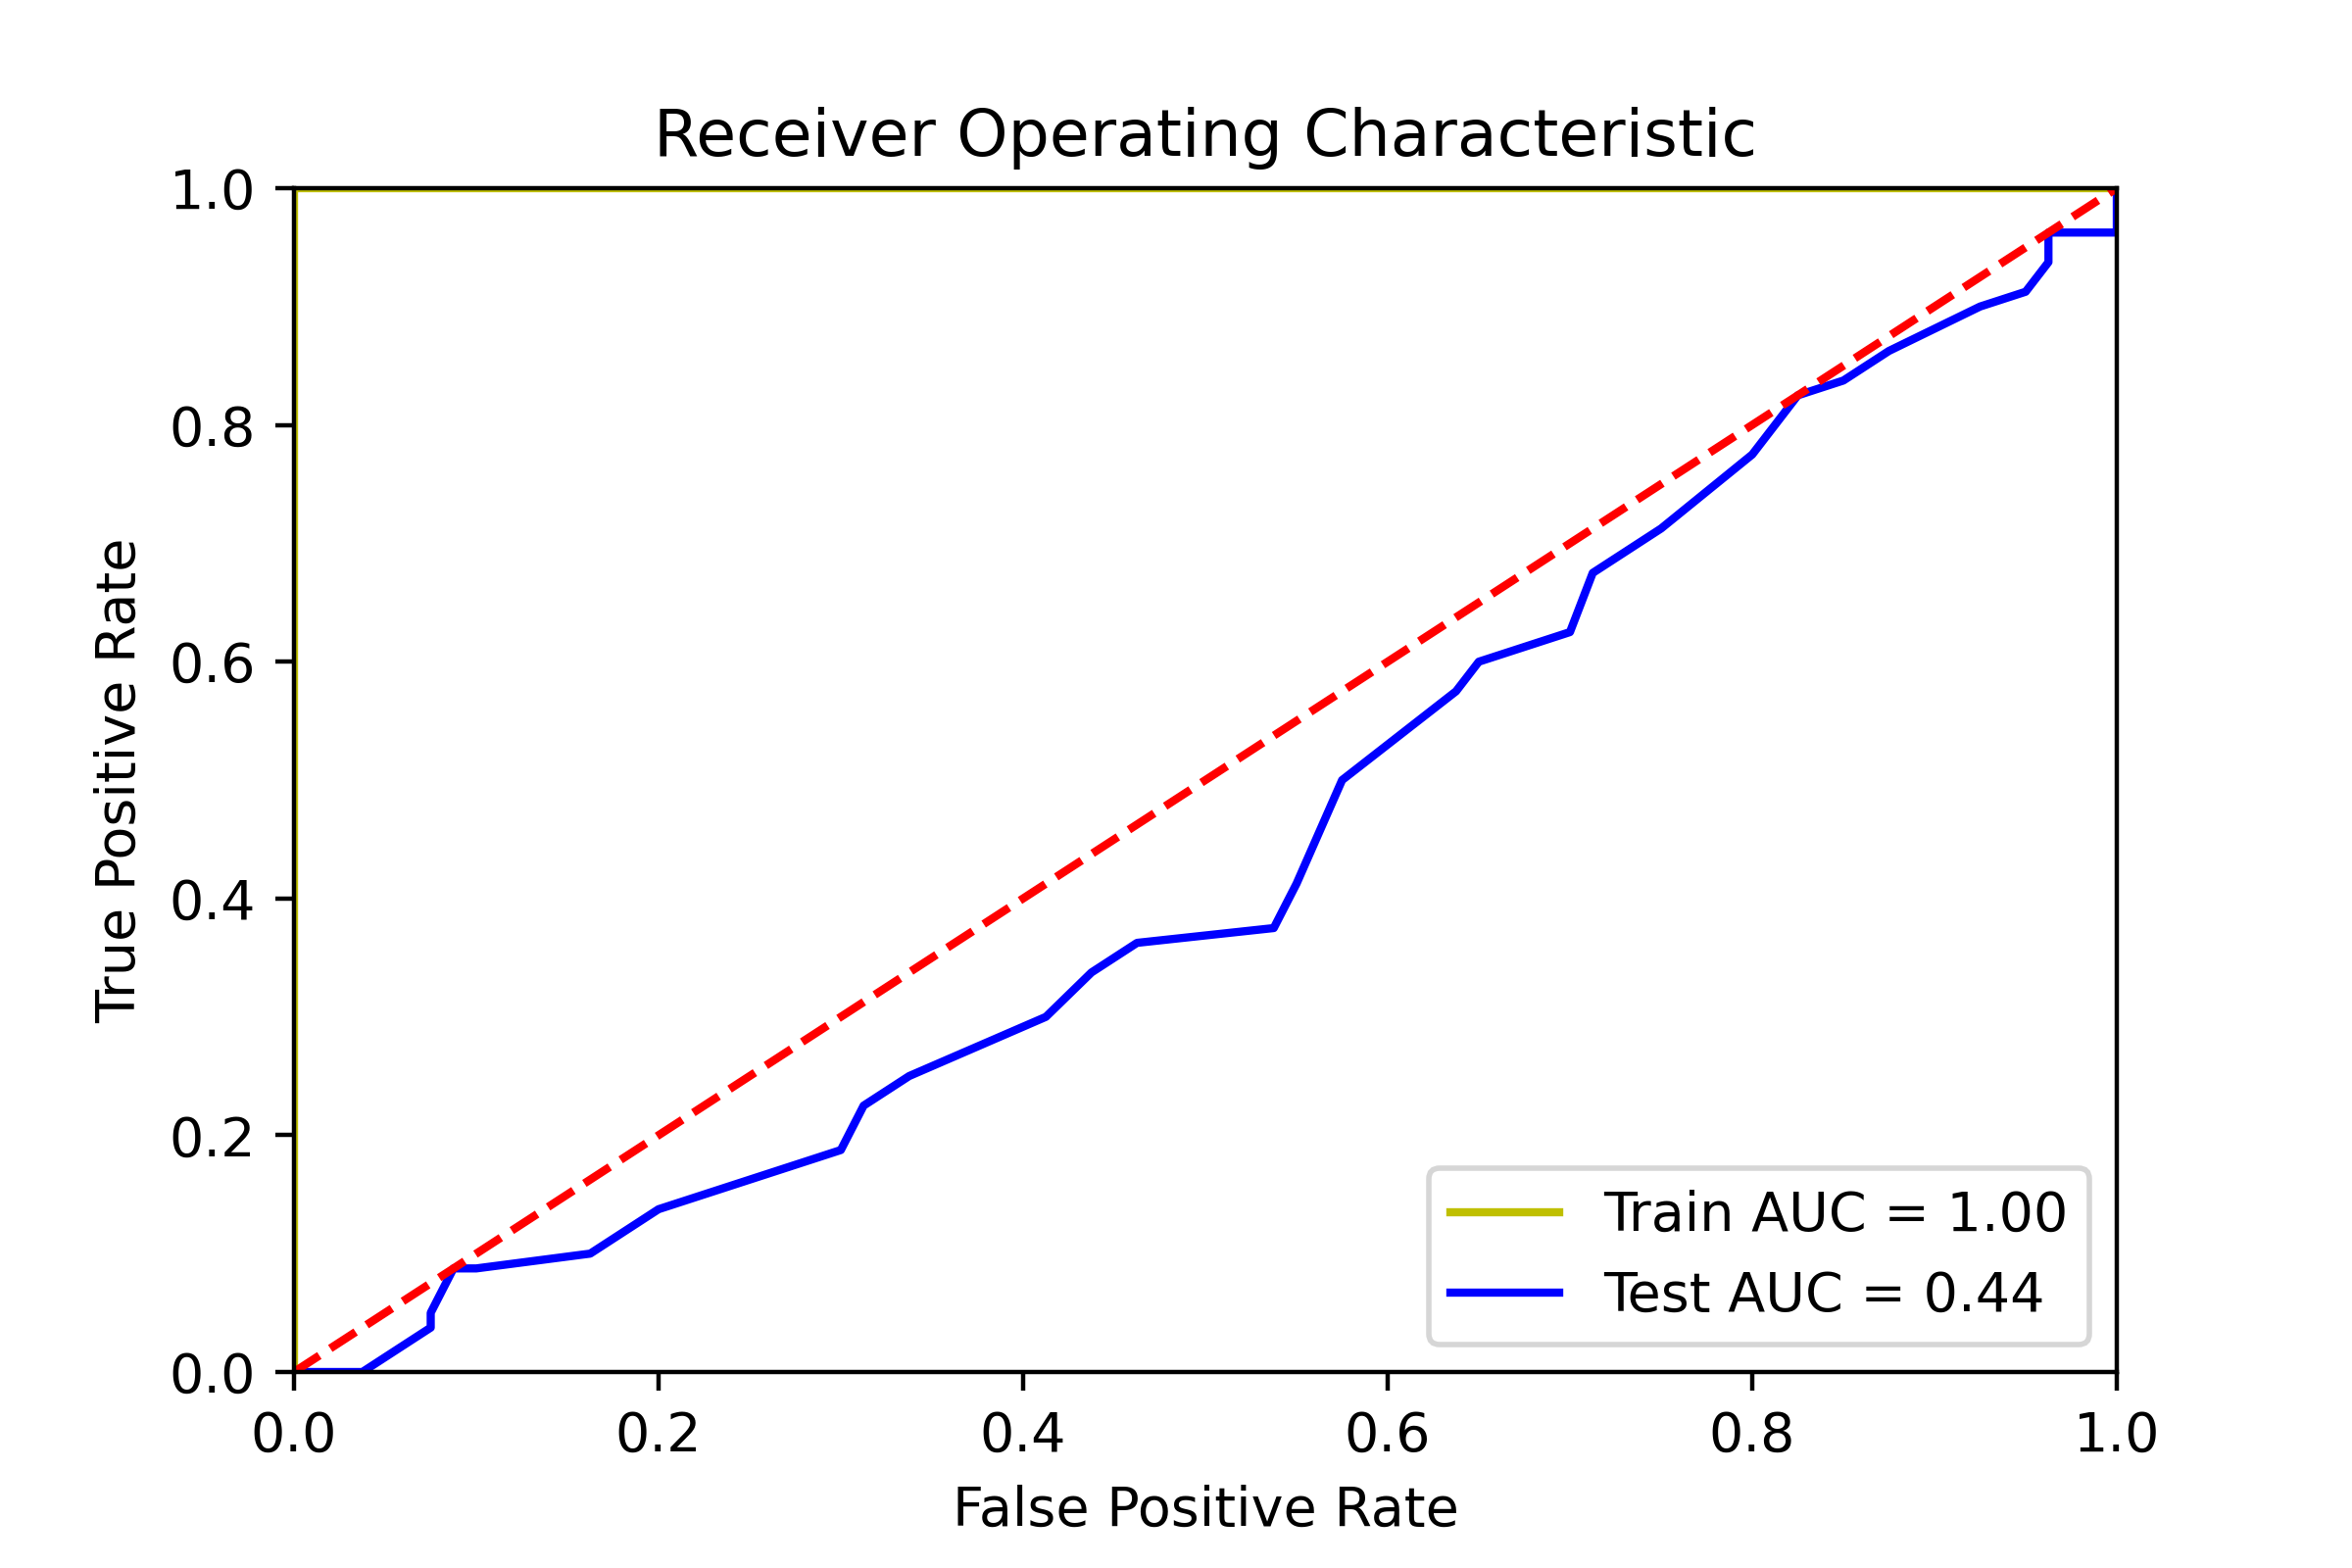 Receiver Operating Characteristic
1.0
0.8
0.6
0.4
0.2
0.0
True Positive Rate
Train AUC = 1.00
Test AUC = 0.44
0.0 0.2 0.4 0.6 0.8 1.0
False Positive Rate